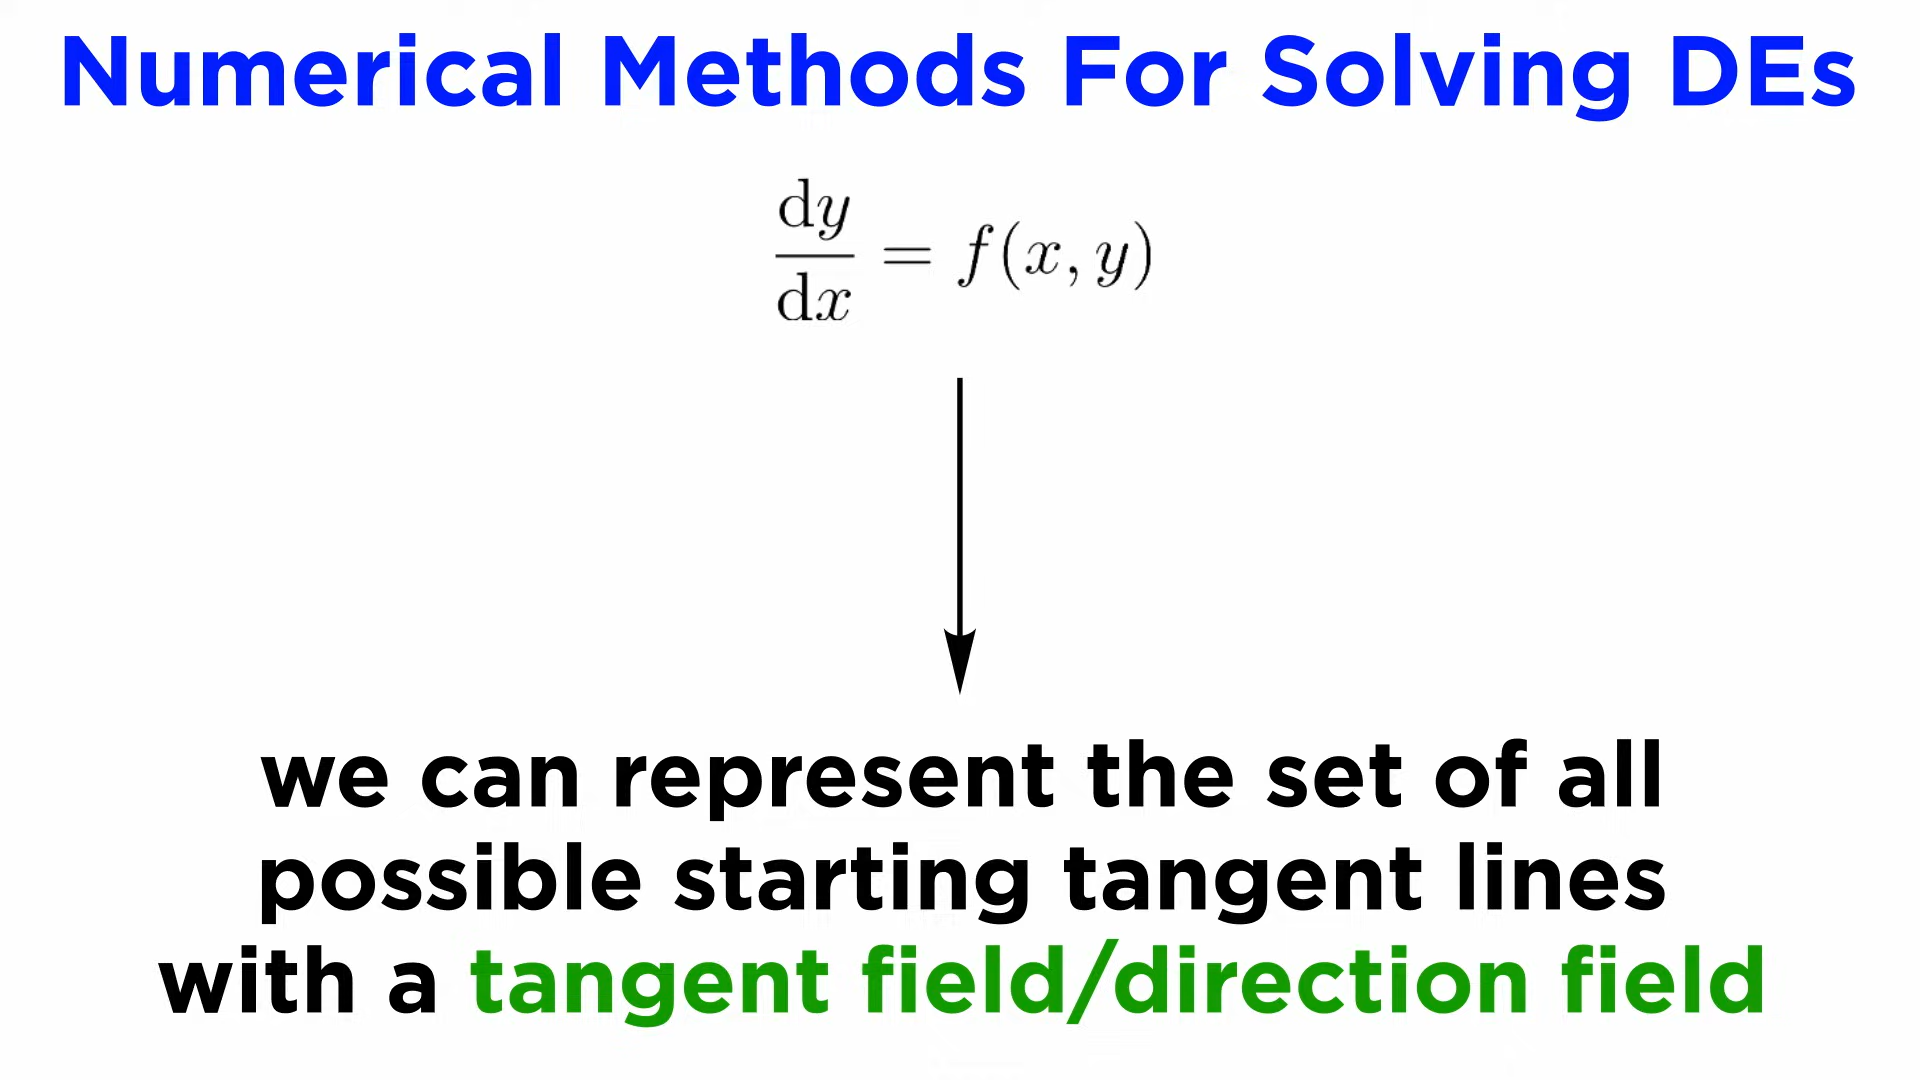 Numerical Methods For Solving DEs
dy/dx = f(x, y)
we can represent the set of all
possible starting tangent lines
with a tangent field/direction field